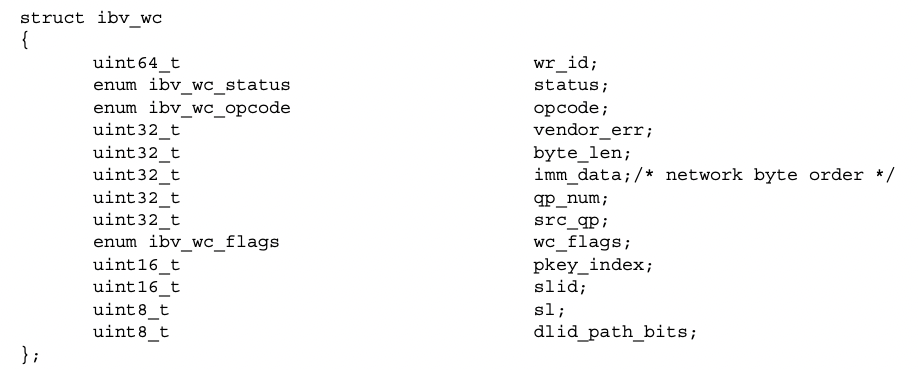 struct ibv_wc
{
uint64_t wr_id;
enum ibv_wc_status status;
enum ibv_wc_opcode opcode;
uint32_t vendor_err;
uint32_t byte_len;
uint32_t imm_data;/* network byte order */
uint32_t qp_num;
uint32_t src_qp;
enum ibv_wc_flags wc_flags;
uint16_t pkey_index;
uint16_t slid;
uint8_t sl;
uint8_t dlid_path_bits;
};